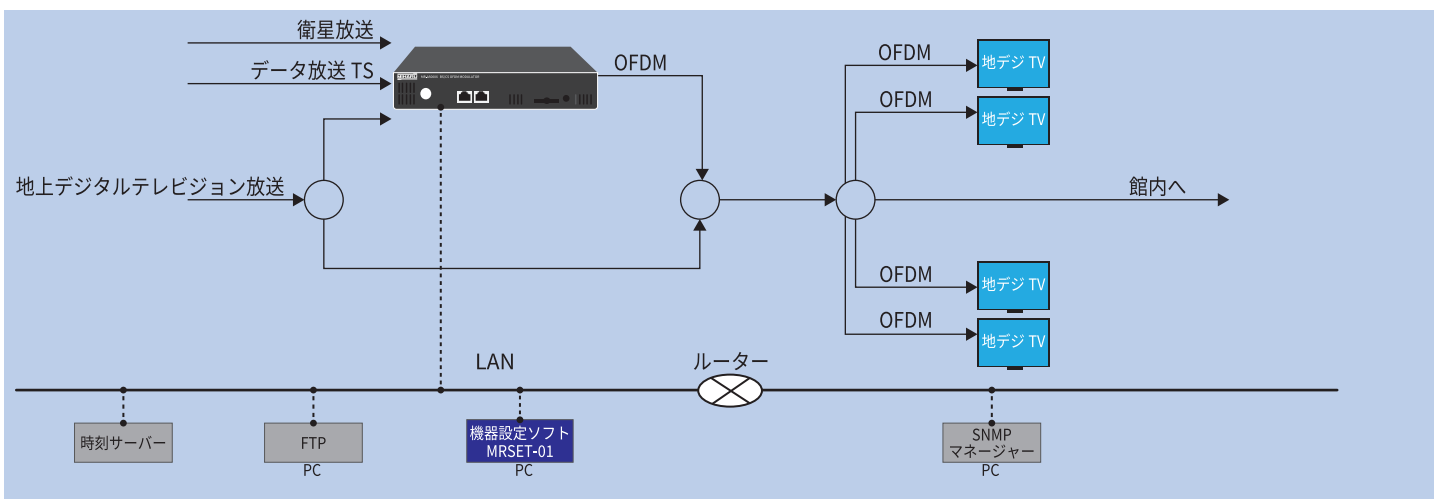 衛星放送
データ放送 TS
OFDM
地上デジタルテレビジョン放送
OFDM
地デジ TV
OFDM
地デジ TV
館内へ
OFDM
地デジ TV
OFDM
地デジ TV
LAN
ルーター
時刻サーバー
FTP
PC
機器設定ソフト
MRSET-01
PC
SNMP
マネージャー
PC